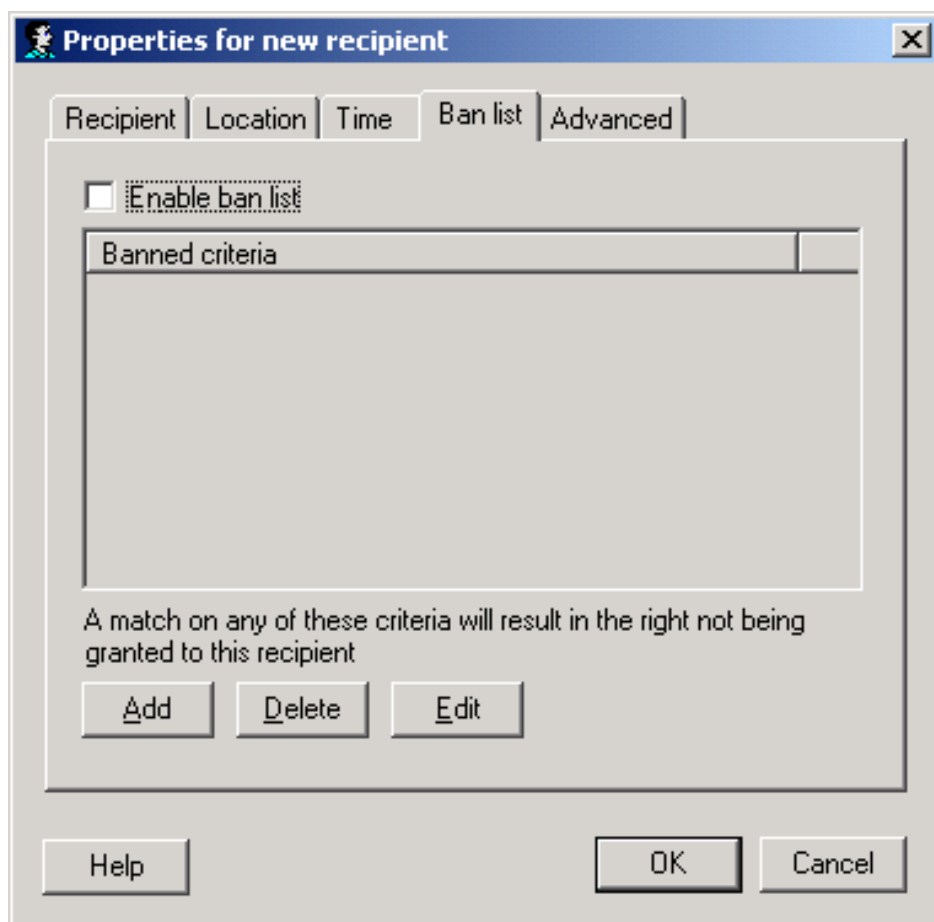 Properties for new recipient
Recipient Location Time Ban list Advanced
Enable ban list
Banned criteria
A match on any of these criteria will result in the right not being
granted to this recipient
Add Delete Edit
Help OK Cancel